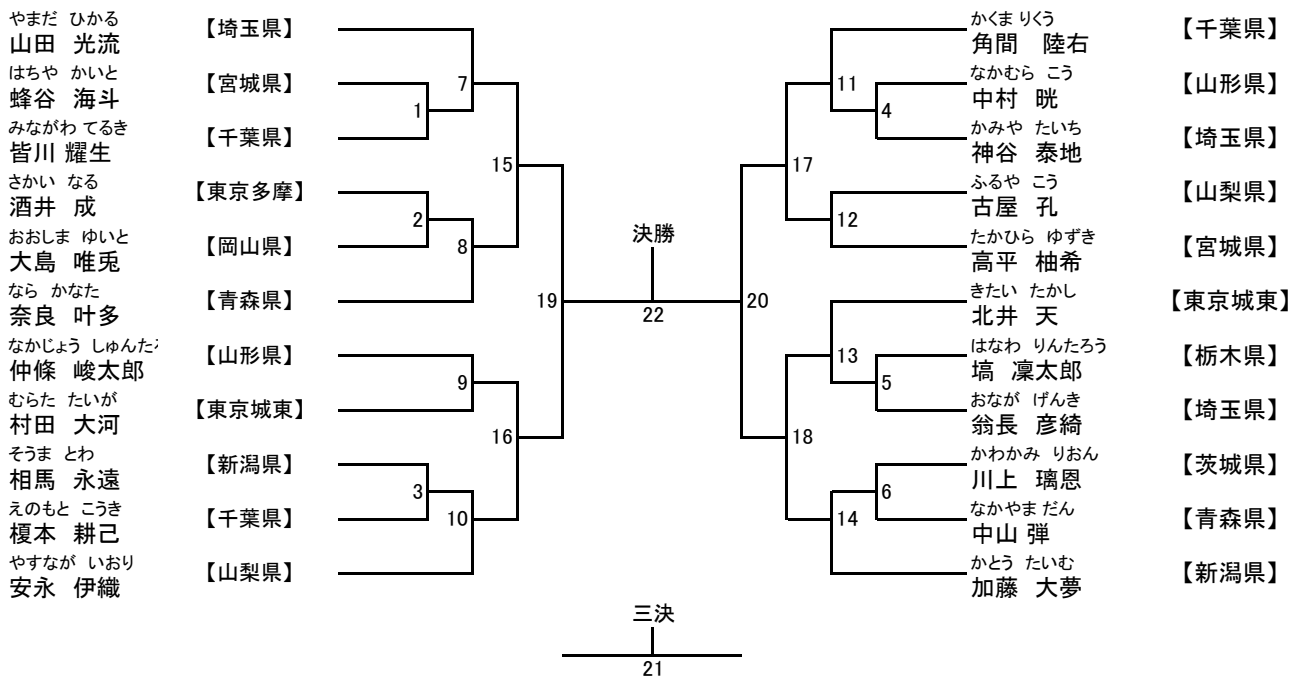 やまだ ひかる
山田 光流 【埼玉県】
はちや かいと
蜂谷 海斗 【宮城県】
みながわ てるき
皆川 耀生 【千葉県】
さかい なる
酒井 成 【東京多摩】
おおしま ゆいと
大島 唯兎 【岡山県】
なら かなた
奈良 叶多 【青森県】
なかじょう しゅんた
仲條 峻太郎 【山形県】
むらた たいが
村田 大河 【東京城東】
そうま とわ
相馬 永遠 【新潟県】
えのもと こうき
榎本 耕己 【千葉県】
やすなが いおり
安永 伊織 【山梨県】
1
2
3
7
8
9
10
15
16
19
決勝
22
20
17
18
11
12
13
14
4
5
6
かくま りくう
角間 陸右 【千葉県】
なかむら こう
中村 晄 【山形県】
かみや たいち
神谷 泰地 【埼玉県】
ふるや こう
古屋 孔 【山梨県】
たかひら ゆずき
高平 柚希 【宮城県】
きたい たかし
北井 天 【東京城東】
はなわ りんたろう
塙 凜太郎 【栃木県】
おなが げんき
翁長 彦綺 【埼玉県】
かわかみ りおん
川上 璃恩 【茨城県】
なかやま だん
中山 弾 【青森県】
かとう たいむ
加藤 大夢 【新潟県】
三決
21